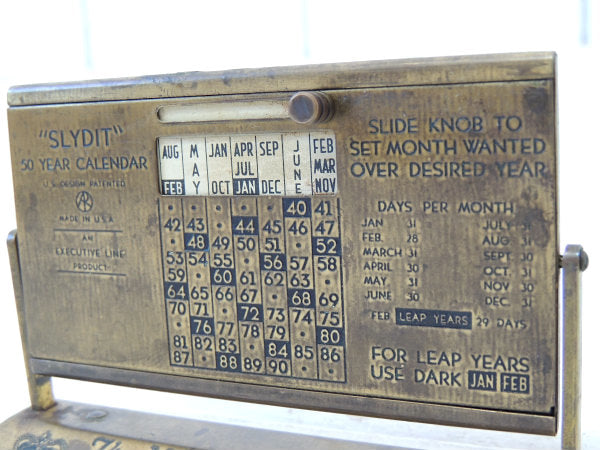 "SLYDIT"
50 YEAR CALENDAR
U.S. DESIGN PATENTED
MADE IN U.S.A
AN
EXECUTIVE LINE
PRODUCT
AUG M JAN APR SEP J FEB
A JUL U MAR
FEB Y OCT JAN DEC N NOV
E
40 41
42 43 44 45 46 47
48 49 50 51 52
53 54 55 56 57 58
59 60 61 62 63
64 65 66 67 68 69
70 71 72 73 74 75
76 77 78 79 80
81 82 83 84 85 86
87 88 89 90
SLIDE KNOB TO
SET MONTH WANTED
OVER DESIRED YEAR
DAYS PER MONTH
JAN 31 JULY 31
FEB. 28 AUG. 31
MARCH 31 SEPT. 30
APRIL 30 OCT. 31
MAY 31 NOV. 30
JUNE 30 DEC. 31
FEB LEAP YEARS 29 DAYS
FOR LEAP YEARS
USE DARK JAN FEB